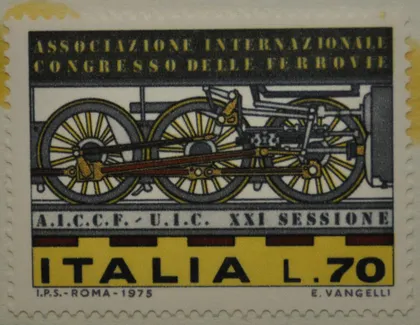 ASSOCIAZIONE INTERNAZIONALE
CONGRESSO DELLE FERROVIE
A.I.C.C.F. - U.I.C. XXI SESSIONE
ITALIA L.70
I.P.S.-ROMA-1975 E. VANGELLI